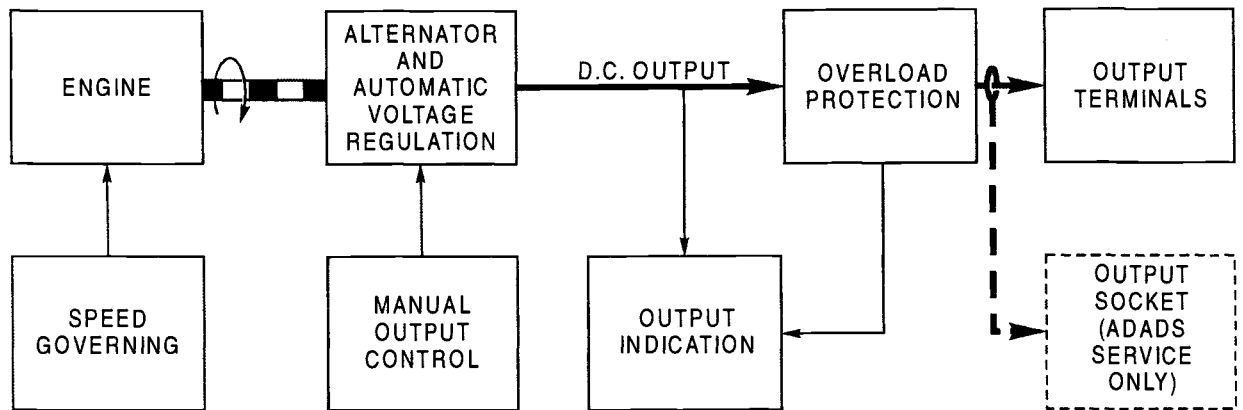 ENGINE
ALTERNATOR
AND
AUTOMATIC
VOLTAGE
REGULATION
D.C. OUTPUT
OVERLOAD
PROTECTION
OUTPUT
TERMINALS
SPEED
GOVERNING
MANUAL
OUTPUT
CONTROL
OUTPUT
INDICATION
OUTPUT
SOCKET
(ADADS
SERVICE
ONLY)